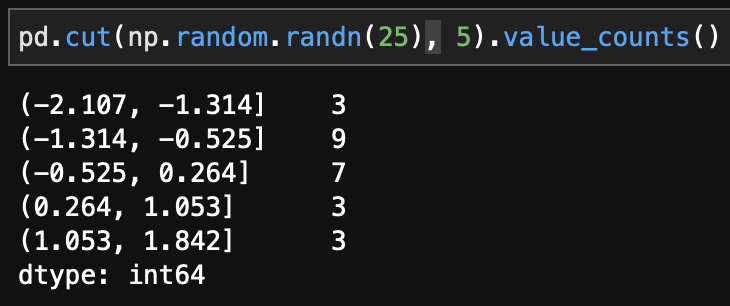 pd.cut(np.random.randn(25), 5).value_counts()
(-2.107, -1.314]    3
(-1.314, -0.525]    9
(-0.525, 0.264]     7
(0.264, 1.053]      3
(1.053, 1.842]      3
dtype: int64